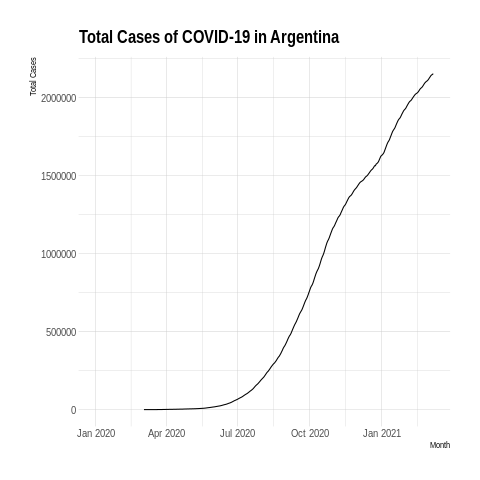 Total Cases of COVID-19 in Argentina
Total Cases
2000000
1500000
1000000
500000
0
Jan 2020 Apr 2020 Jul 2020 Oct 2020 Jan 2021
Month